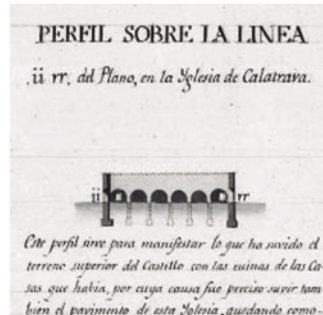 PERFIL SOBRE LA LINEA
.ii rr. del Plano, en la Yglesia de Calatrava.
ii rr
Este perfil sirve para manifestar lo que ha suvido el
terreno superior del Castillo con las ruinas de las Ca-
sas que había, por cuya causa fue preciso suvir tam-
bien el pavimento de esta Yglesia, quedando como-